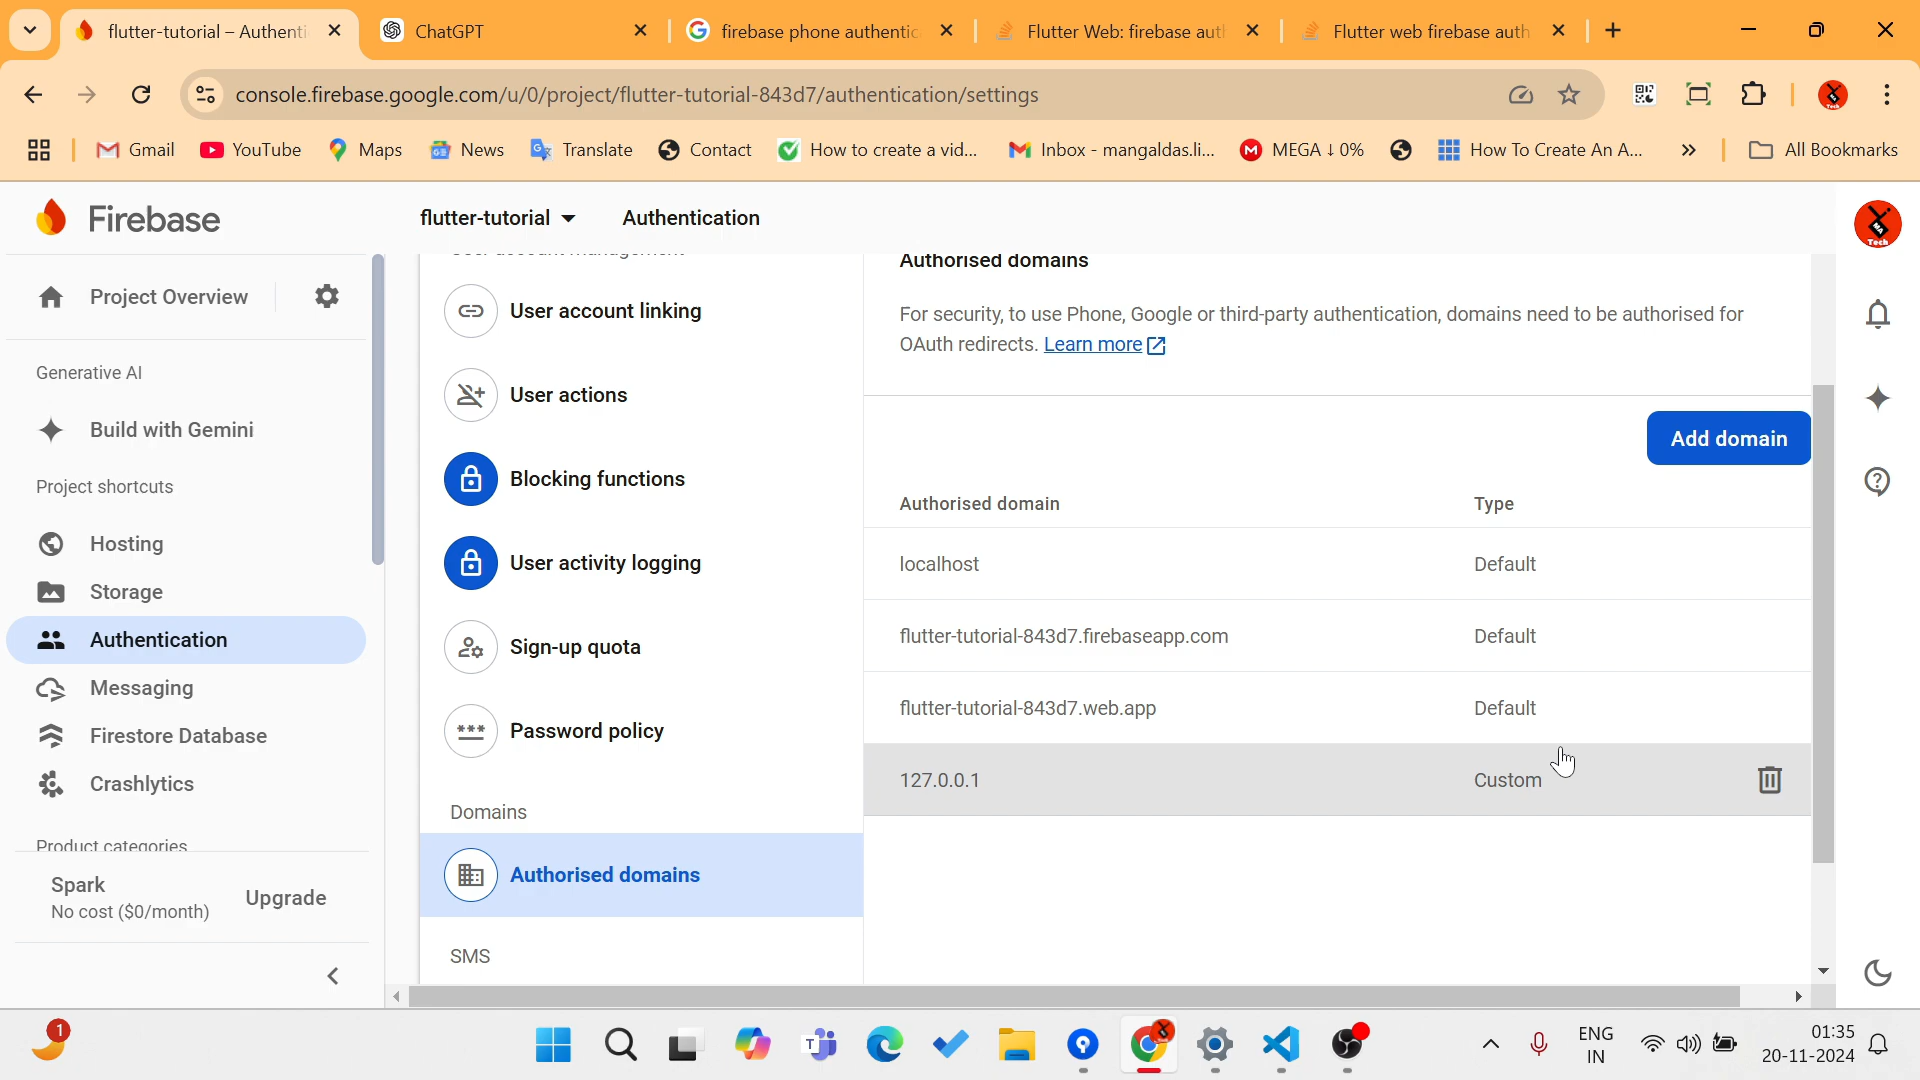 flutter-tutorial – Authenti
ChatGPT
firebase phone authentic
Flutter Web: firebase aut
Flutter web firebase auth
console.firebase.google.com/u/0/project/flutter-tutorial-843d7/authentication/settings
Gmail
YouTube
Maps
News
Translate
Contact
How to create a vid...
Inbox - mangaldas.li...
MEGA ↓ 0%
How To Create An A...
»
All Bookmarks
Firebase
flutter-tutorial
Authentication
Tech
Project Overview
Generative AI
Build with Gemini
Project shortcuts
Hosting
Storage
Authentication
Messaging
Firestore Database
Crashlytics
Product categories
Spark
No cost ($0/month)
Upgrade
User account management
User account linking
User actions
Blocking functions
User activity logging
Sign-up quota
Password policy
Domains
Authorised domains
SMS
Authorised domains
For security, to use Phone, Google or third-party authentication, domains need to be authorised for
OAuth redirects. Learn more
Add domain
Authorised domain
Type
localhost
Default
flutter-tutorial-843d7.firebaseapp.com
Default
flutter-tutorial-843d7.web.app
Default
127.0.0.1
Custom
1
ENG
IN
01:35
20-11-2024